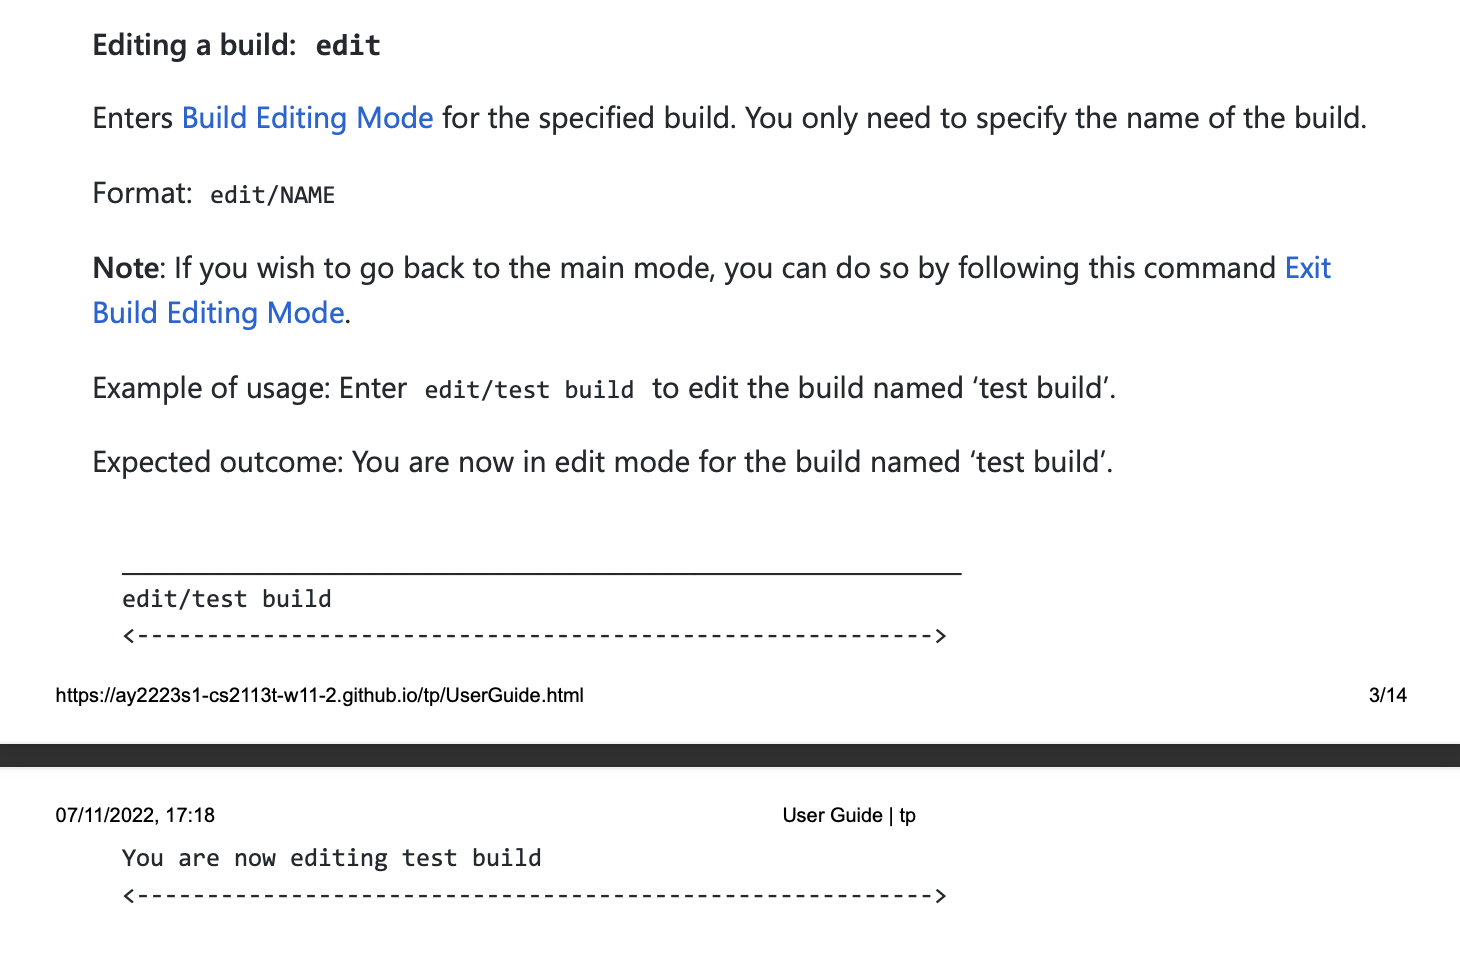 Editing a build: edit
Enters Build Editing Mode for the specified build. You only need to specify the name of the build.
Format: edit/NAME
Note: If you wish to go back to the main mode, you can do so by following this command Exit
Build Editing Mode.
Example of usage: Enter edit/test build to edit the build named ‘test build’.
Expected outcome: You are now in edit mode for the build named ‘test build’.
____________________________________________________________
edit/test build
<--------------------------------------------------------->
https://ay2223s1-cs2113t-w11-2.github.io/tp/UserGuide.html 3/14
07/11/2022, 17:18 User Guide | tp
You are now editing test build
<--------------------------------------------------------->